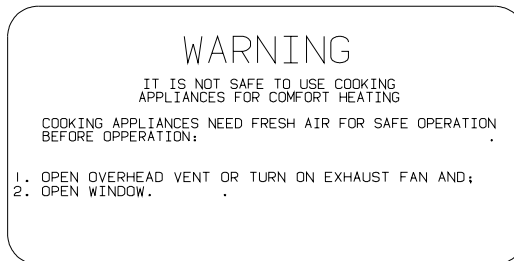 WARNING
IT IS NOT SAFE TO USE COOKING
APPLIANCES FOR COMFORT HEATING
COOKING APPLIANCES NEED FRESH AIR FOR SAFE OPERATION
BEFORE OPPERATION: .
1. OPEN OVERHEAD VENT OR TURN ON EXHAUST FAN AND;
2. OPEN WINDOW. .